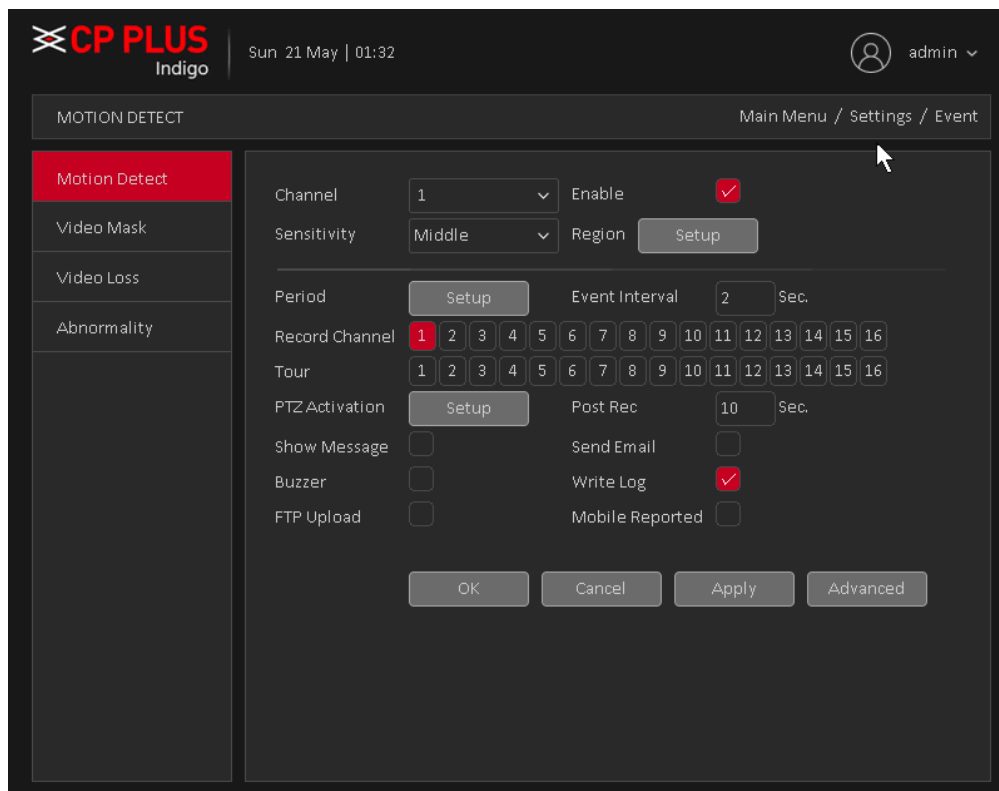 CP PLUS
Indigo
Sun 21 May | 01:32
admin
MOTION DETECT
Main Menu / Settings / Event
Motion Detect
Video Mask
Video Loss
Abnormality
Channel 1 Enable
Sensitivity Middle Region Setup
Period Setup Event Interval 2 Sec.
Record Channel 1 2 3 4 5 6 7 8 9 10 11 12 13 14 15 16
Tour 1 2 3 4 5 6 7 8 9 10 11 12 13 14 15 16
PTZ Activation Setup Post Rec 10 Sec.
Show Message Send Email
Buzzer Write Log
FTP Upload Mobile Reported
OK Cancel Apply Advanced